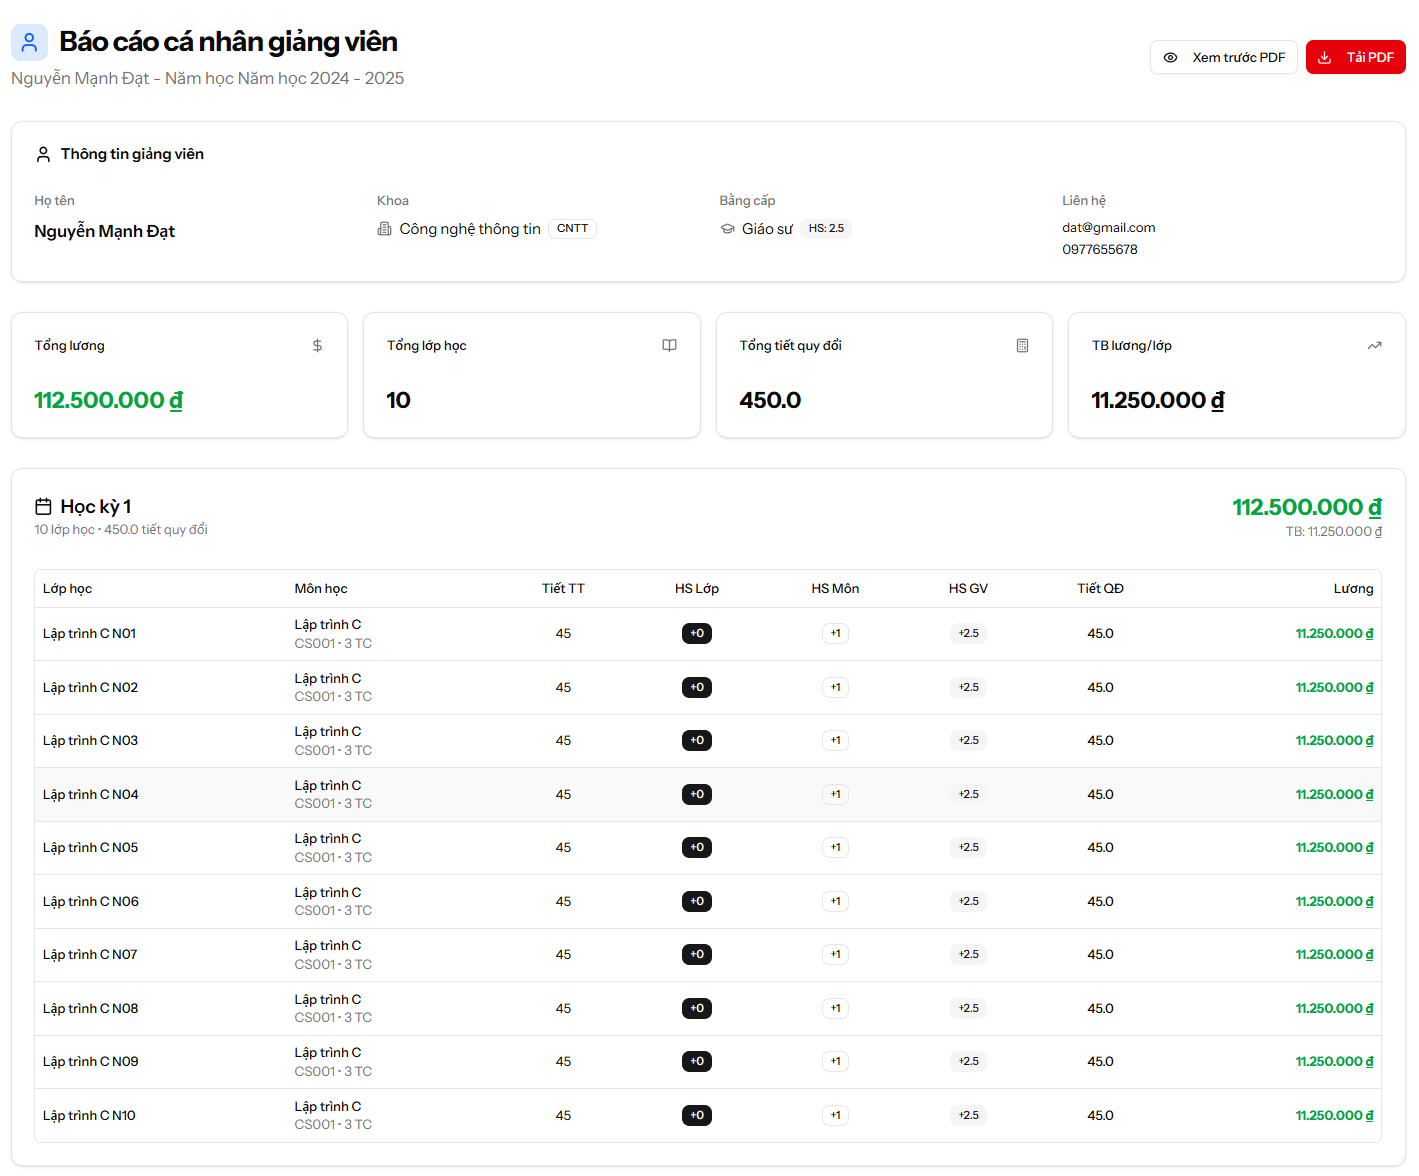 Báo cáo cá nhân giảng viên
Nguyễn Mạnh Đạt - Năm học Năm học 2024 - 2025
Xem trước PDF
Tải PDF
Thông tin giảng viên
Họ tên
Nguyễn Mạnh Đạt
Khoa
Công nghệ thông tin CNTT
Bằng cấp
Giáo sư HS: 2.5
Liên hệ
dat@gmail.com
0977655678
Tổng lương $
112.500.000 ₫
Tổng lớp học
10
Tổng tiết quy đổi
450.0
TB lương/lớp
11.250.000 ₫
Học kỳ 1
10 lớp học • 450.0 tiết quy đổi
112.500.000 ₫
TB: 11.250.000 ₫
Lớp học Môn học Tiết TT HS Lớp HS Môn HS GV Tiết QĐ Lương
Lập trình C N01 Lập trình C 45 +0 +1 +2.5 45.0 11.250.000 ₫
CS001 • 3 TC
Lập trình C N02 Lập trình C 45 +0 +1 +2.5 45.0 11.250.000 ₫
CS001 • 3 TC
Lập trình C N03 Lập trình C 45 +0 +1 +2.5 45.0 11.250.000 ₫
CS001 • 3 TC
Lập trình C N04 Lập trình C 45 +0 +1 +2.5 45.0 11.250.000 ₫
CS001 • 3 TC
Lập trình C N05 Lập trình C 45 +0 +1 +2.5 45.0 11.250.000 ₫
CS001 • 3 TC
Lập trình C N06 Lập trình C 45 +0 +1 +2.5 45.0 11.250.000 ₫
CS001 • 3 TC
Lập trình C N07 Lập trình C 45 +0 +1 +2.5 45.0 11.250.000 ₫
CS001 • 3 TC
Lập trình C N08 Lập trình C 45 +0 +1 +2.5 45.0 11.250.000 ₫
CS001 • 3 TC
Lập trình C N09 Lập trình C 45 +0 +1 +2.5 45.0 11.250.000 ₫
CS001 • 3 TC
Lập trình C N10 Lập trình C 45 +0 +1 +2.5 45.0 11.250.000 ₫
CS001 • 3 TC